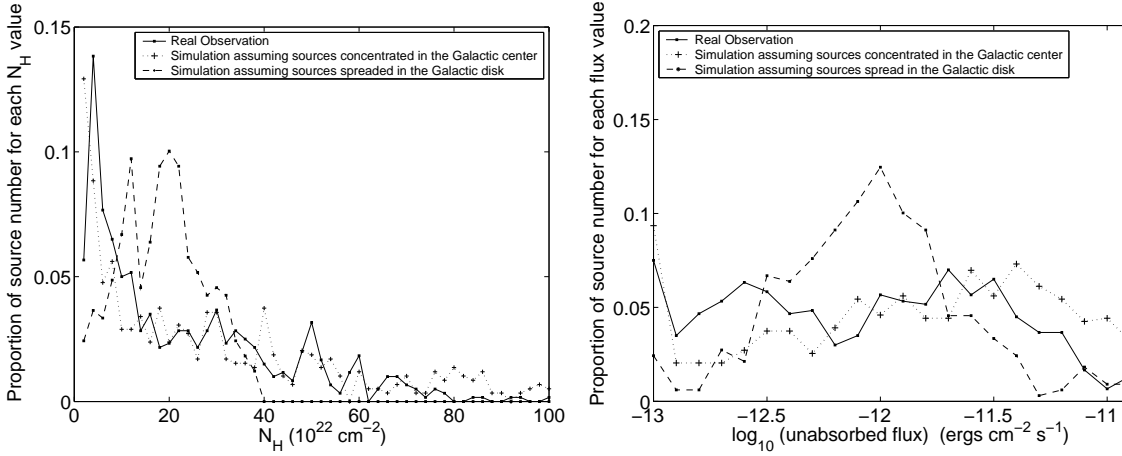 Proportion of source number for each N_H value
0.15
0.1
0.05
0
Real Observation
Simulation assuming sources concentrated in the Galactic center
Simulation assuming sources spreaded in the Galactic disk
0 20 40 60 80 100
N_H (10^22 cm^−2)
Proportion of source number for each flux value
0.2
0.15
0.1
0.05
0
Real Observation
Simulation assuming sources concentrated in the Galactic center
Simulation assuming sources spread in the Galactic disk
−13 −12.5 −12 −11.5 −11
log_10 (unabsorbed flux) (ergs cm^−2 s^−1)